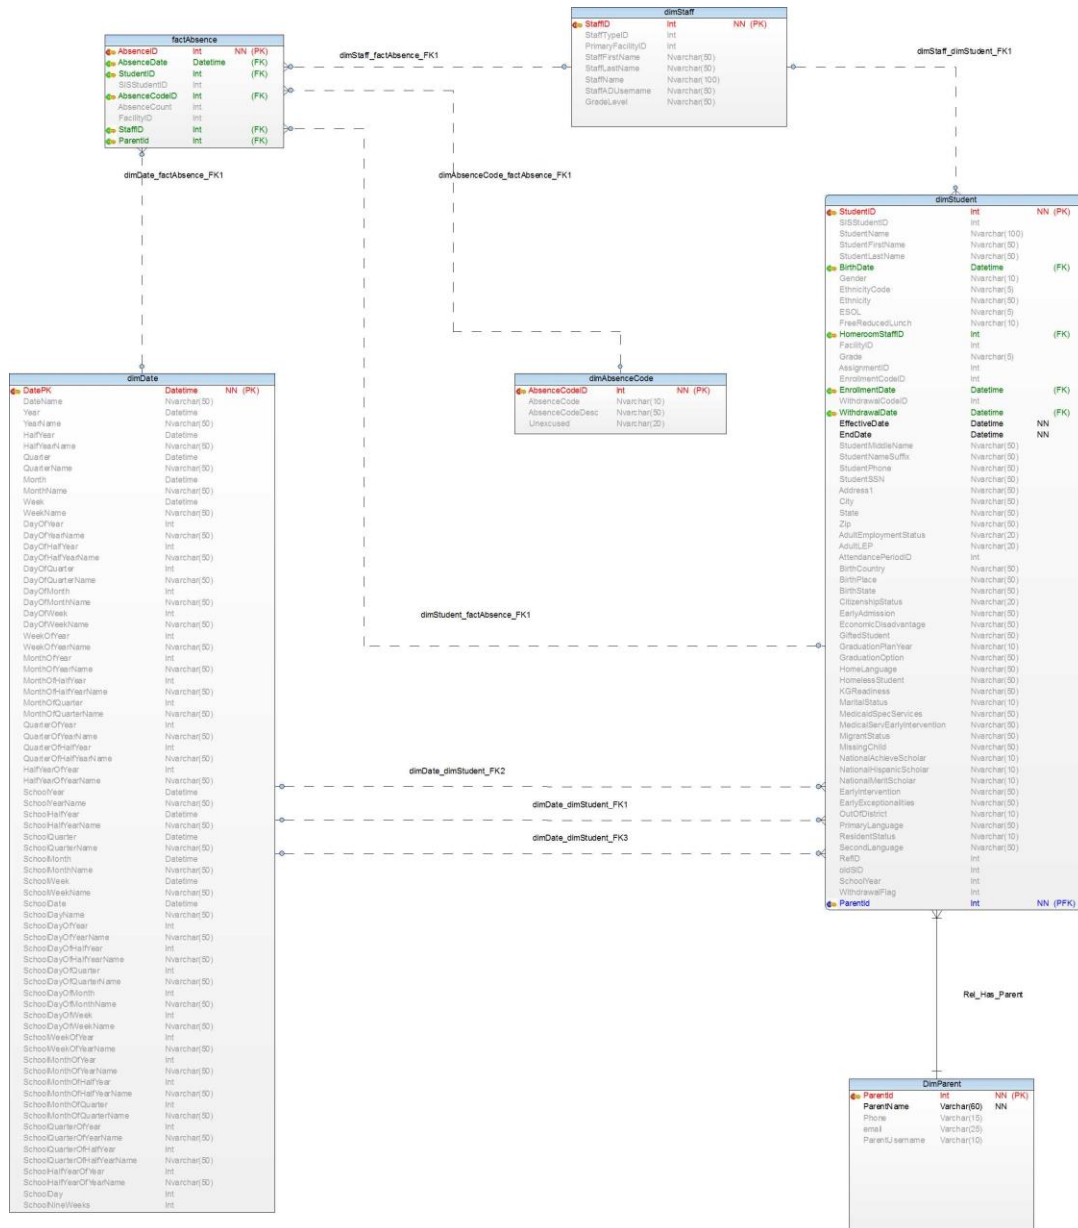 factAbsence
AbsenceID Int NN (PK)
AbsenceDate Datetime (FK)
StudentID Int (FK)
SISStudentID Int
AbsenceCodeID Int (FK)
AbsenceCount Int
FacilityID Int
StaffID Int (FK)
ParentId Int (FK)
dimStaff_factAbsence_FK1
dimStaff
StaffID Int NN (PK)
StaffTypeID Int
PrimaryFacilityID Int
StaffFirstName Nvarchar(50)
StaffLastName Nvarchar(50)
StaffName Nvarchar(100)
StaffADUsername Nvarchar(50)
GradeLevel Nvarchar(50)
dimStaff_dimStudent_FK1
dimDate_factAbsence_FK1
dimAbsenceCode_factAbsence_FK1
dimStudent
StudentID Int NN (PK)
SISStudentID Int
StudentName Nvarchar(100)
StudentFirstName Nvarchar(50)
StudentLastName Nvarchar(50)
BirthDate Datetime (FK)
Gender Nvarchar(10)
EthnicityCode Nvarchar(5)
Ethnicity Nvarchar(50)
ESOL Nvarchar(5)
FreeReducedLunch Nvarchar(10)
HomeroomStaffID Int (FK)
FacilityID Int
Grade Nvarchar(5)
AssignmentID Int
EnrollmentCodeID Int
EnrollmentDate Datetime (FK)
WithdrawalCodeID Int
WithdrawalDate Datetime (FK)
EffectiveDate Datetime NN
EndDate Datetime NN
StudentMiddleName Nvarchar(50)
StudentNameSuffix Nvarchar(50)
StudentPhone Nvarchar(50)
StudentSSN Nvarchar(50)
Address1 Nvarchar(50)
City Nvarchar(50)
State Nvarchar(50)
Zip Nvarchar(50)
AdultEmploymentStatus Nvarchar(20)
AdultLEP Nvarchar(20)
AttendancePeriodID Int
BirthCountry Nvarchar(50)
BirthPlace Nvarchar(50)
BirthState Nvarchar(50)
CitizenshipStatus Nvarchar(20)
EarlyAdmission Nvarchar(50)
EconomicDisadvantage Nvarchar(50)
GiftedStudent Nvarchar(50)
GraduationPlanYear Nvarchar(10)
GraduationOption Nvarchar(50)
HomeLanguage Nvarchar(50)
HomelessStudent Nvarchar(50)
KGReadiness Nvarchar(50)
MaritalStatus Nvarchar(10)
MedicaidSpecServices Nvarchar(50)
MedicalServEarlyIntervention Nvarchar(50)
MigrantStatus Nvarchar(50)
MissingChild Nvarchar(50)
NationalAchieveScholar Nvarchar(10)
NationalHispanicScholar Nvarchar(10)
NationalMeritScholar Nvarchar(10)
EarlyIntervention Nvarchar(50)
EarlyExceptionalities Nvarchar(50)
OutOfDistrict Nvarchar(10)
PrimaryLanguage Nvarchar(50)
ResidentStatus Nvarchar(10)
SecondLanguage Nvarchar(50)
RefID Int
oldSID Int
SchoolYear Int
WithdrawalFlag Int
ParentId Int NN (PFK)
dimDate
DatePK Datetime NN (PK)
DateName Nvarchar(50)
Year Datetime
YearName Nvarchar(50)
HalfYear Datetime
HalfYearName Nvarchar(50)
Quarter Datetime
QuarterName Nvarchar(50)
Month Datetime
MonthName Nvarchar(50)
Week Datetime
WeekName Nvarchar(50)
DayOfYear Int
DayOfYearName Nvarchar(50)
DayOfHalfYear Int
DayOfHalfYearName Nvarchar(50)
DayOfQuarter Int
DayOfQuarterName Nvarchar(50)
DayOfMonth Int
DayOfMonthName Nvarchar(50)
DayOfWeek Int
DayOfWeekName Nvarchar(50)
WeekOfYear Int
WeekOfYearName Nvarchar(50)
MonthOfYear Int
MonthOfYearName Nvarchar(50)
MonthOfHalfYear Int
MonthOfHalfYearName Nvarchar(50)
MonthOfQuarter Int
MonthOfQuarterName Nvarchar(50)
QuarterOfYear Int
QuarterOfYearName Nvarchar(50)
QuarterOfHalfYear Int
QuarterOfHalfYearName Nvarchar(50)
HalfYearOfYear Int
HalfYearOfYearName Nvarchar(50)
SchoolYear Datetime
SchoolYearName Nvarchar(50)
SchoolHalfYear Datetime
SchoolHalfYearName Nvarchar(50)
SchoolQuarter Datetime
SchoolQuarterName Nvarchar(50)
SchoolMonth Datetime
SchoolMonthName Nvarchar(50)
SchoolWeek Datetime
SchoolWeekName Nvarchar(50)
SchoolDate Datetime
SchoolDayName Nvarchar(50)
SchoolDayOfYear Int
SchoolDayOfYearName Nvarchar(50)
SchoolDayOfHalfYear Int
SchoolDayOfHalfYearName Nvarchar(50)
SchoolDayOfQuarter Int
SchoolDayOfQuarterName Nvarchar(50)
SchoolDayOfMonth Int
SchoolDayOfMonthName Nvarchar(50)
SchoolDayOfWeek Int
SchoolDayOfWeekName Nvarchar(50)
SchoolWeekOfYear Int
SchoolWeekOfYearName Nvarchar(50)
SchoolMonthOfYear Int
SchoolMonthOfYearName Nvarchar(50)
SchoolMonthOfHalfYear Int
SchoolMonthOfHalfYearName Nvarchar(50)
SchoolMonthOfQuarter Int
SchoolMonthOfQuarterName Nvarchar(50)
SchoolQuarterOfYear Int
SchoolQuarterOfYearName Nvarchar(50)
SchoolQuarterOfHalfYear Int
SchoolQuarterOfHalfYearName Nvarchar(50)
SchoolHalfYearOfYear Int
SchoolHalfYearOfYearName Nvarchar(50)
SchoolDay Int
SchoolNineWeeks Int
dimAbsenceCode
AbsenceCodeID Int NN (PK)
AbsenceCode Nvarchar(10)
AbsenceCodeDesc Nvarchar(50)
Unexcused Nvarchar(20)
dimStudent_factAbsence_FK1
dimDate_dimStudent_FK2
dimDate_dimStudent_FK1
dimDate_dimStudent_FK3
Rel_Has_Parent
DimParent
ParentId Int NN (PK)
ParentName Varchar(60) NN
Phone Varchar(15)
email Varchar(25)
ParentUsername Varchar(10)